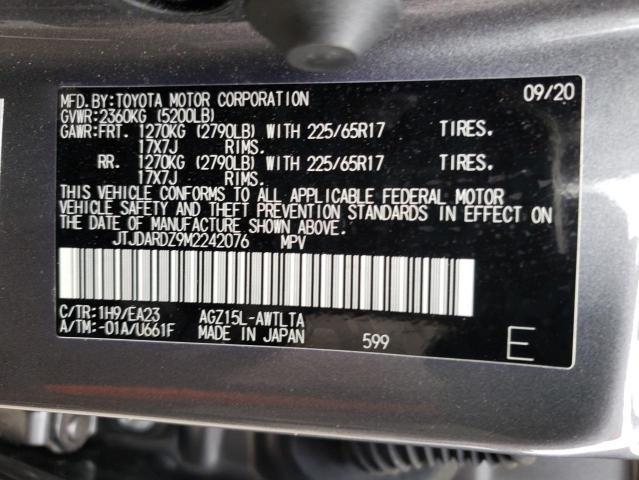 MFD.BY:TOYOTA MOTOR CORPORATION 09/20
GVWR:2360KG (5200LB)
GAWR:FRT. 1270KG (2790LB) WITH 225/65R17 TIRES.
17X7J RIMS.
RR. 1270KG (2790LB) WITH 225/65R17 TIRES.
17X7J RIMS.
THIS VEHICLE CONFORMS TO ALL APPLICABLE FEDERAL MOTOR
VEHICLE SAFETY AND THEFT PREVENTION STANDARDS IN EFFECT ON
THE DATE OF MANUFACTURE SHOWN ABOVE.
JTJDARDZ9M2242076 MPV
C/TR:1H9/EA23 AGZ15L-AWTLTA
A/TM:-01A/U661F MADE IN JAPAN 599 E